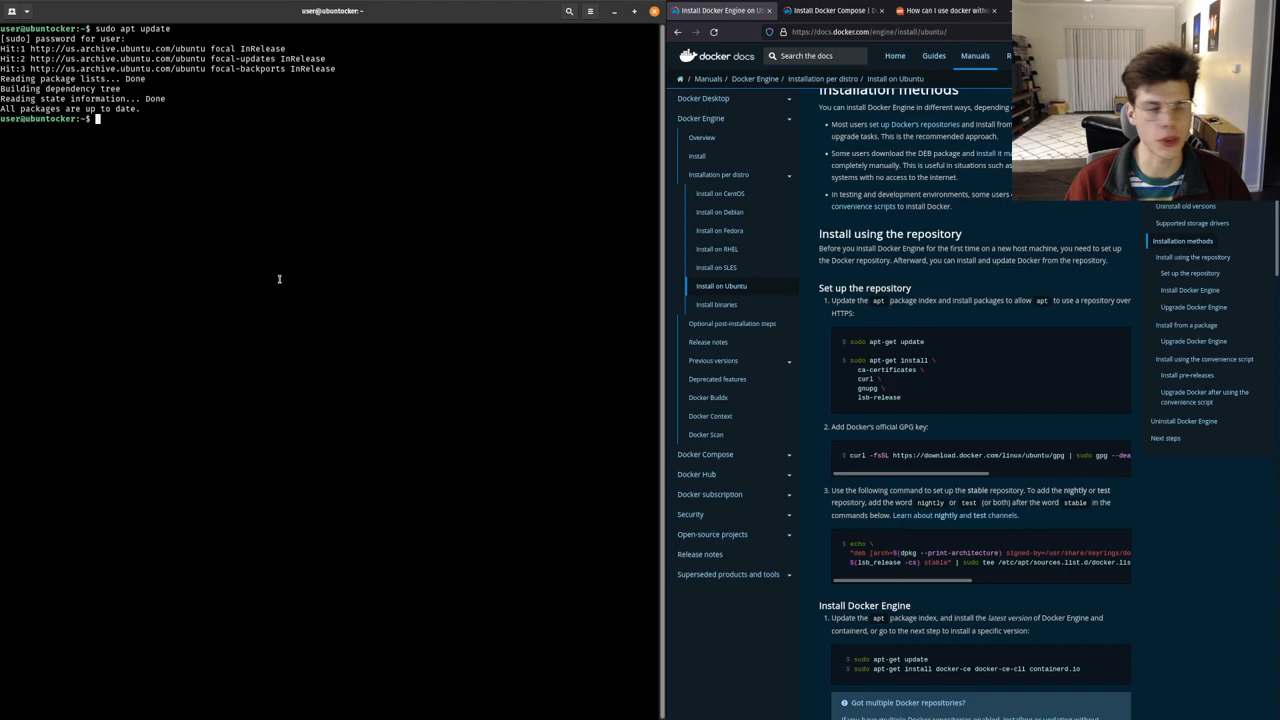 user@ubuntocker:~
user@ubuntocker:~$ sudo apt update
[sudo] password for user:
Hit:1 http://us.archive.ubuntu.com/ubuntu focal InRelease
Hit:2 http://us.archive.ubuntu.com/ubuntu focal-updates InRelease
Hit:3 http://us.archive.ubuntu.com/ubuntu focal-backports InRelease
Reading package lists... Done
Building dependency tree
Reading state information... Done
All packages are up to date.
user@ubuntocker:~$
Install Docker Engine on Ub
Install Docker Compose | D
How can I use docker witho
https://docs.docker.com/engine/install/ubuntu/
docker docs
Search the docs
Home
Guides
Manuals
Manuals / Docker Engine / Installation per distro / Install on Ubuntu
Docker Desktop
Docker Engine
Overview
Install
Installation per distro
Install on CentOS
Install on Debian
Install on Fedora
Install on RHEL
Install on SLES
Install on Ubuntu
Install binaries
Optional post-installation steps
Release notes
Previous versions
Deprecated features
Docker Buildx
Docker Context
Docker Scan
Docker Compose
Docker Hub
Docker subscription
Security
Open-source projects
Release notes
Superseded products and tools
Installation methods
You can install Docker Engine in different ways, depending
Most users set up Docker's repositories and install from
upgrade tasks. This is the recommended approach.
Some users download the DEB package and install it ma
completely manually. This is useful in situations such as
systems with no access to the internet.
In testing and development environments, some users
convenience scripts to install Docker.
Install using the repository
Before you install Docker Engine for the first time on a new host machine, you need to set up
the Docker repository. Afterward, you can install and update Docker from the repository.
Set up the repository
1. Update the apt package index and install packages to allow apt to use a repository over
HTTPS:
$ sudo apt-get update
$ sudo apt-get install \
ca-certificates \
curl \
gnupg \
lsb-release
2. Add Docker's official GPG key:
$ curl -fsSL https://download.docker.com/linux/ubuntu/gpg | sudo gpg --dea
3. Use the following command to set up the stable repository. To add the nightly or test
repository, add the word nightly or test (or both) after the word stable in the
commands below. Learn about nightly and test channels.
$ echo \
"deb [arch=$(dpkg --print-architecture) signed-by=/usr/share/keyrings/do
$(lsb_release -cs) stable" | sudo tee /etc/apt/sources.list.d/docker.lis
Install Docker Engine
1. Update the apt package index, and install the latest version of Docker Engine and
containerd, or go to the next step to install a specific version:
$ sudo apt-get update
$ sudo apt-get install docker-ce docker-ce-cli containerd.io
Got multiple Docker repositories?
If you have multiple Docker repositories enabled, installing or updating without
Uninstall old versions
Supported storage drivers
Installation methods
Install using the repository
Set up the repository
Install Docker Engine
Upgrade Docker Engine
Install from a package
Upgrade Docker Engine
Install using the convenience script
Install pre-releases
Upgrade Docker after using the
convenience script
Uninstall Docker Engine
Next steps